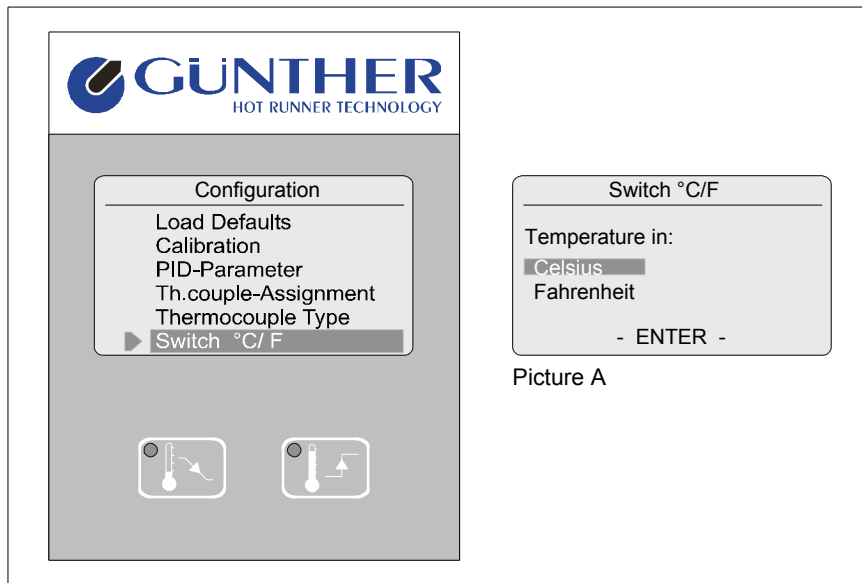 GÜNTHER
HOT RUNNER TECHNOLOGY
Configuration
Load Defaults
Calibration
PID-Parameter
Th.couple-Assignment
Thermocouple Type
Switch °C/ F
Switch °C/F
Temperature in:
Celsius
Fahrenheit
- ENTER -
Picture A